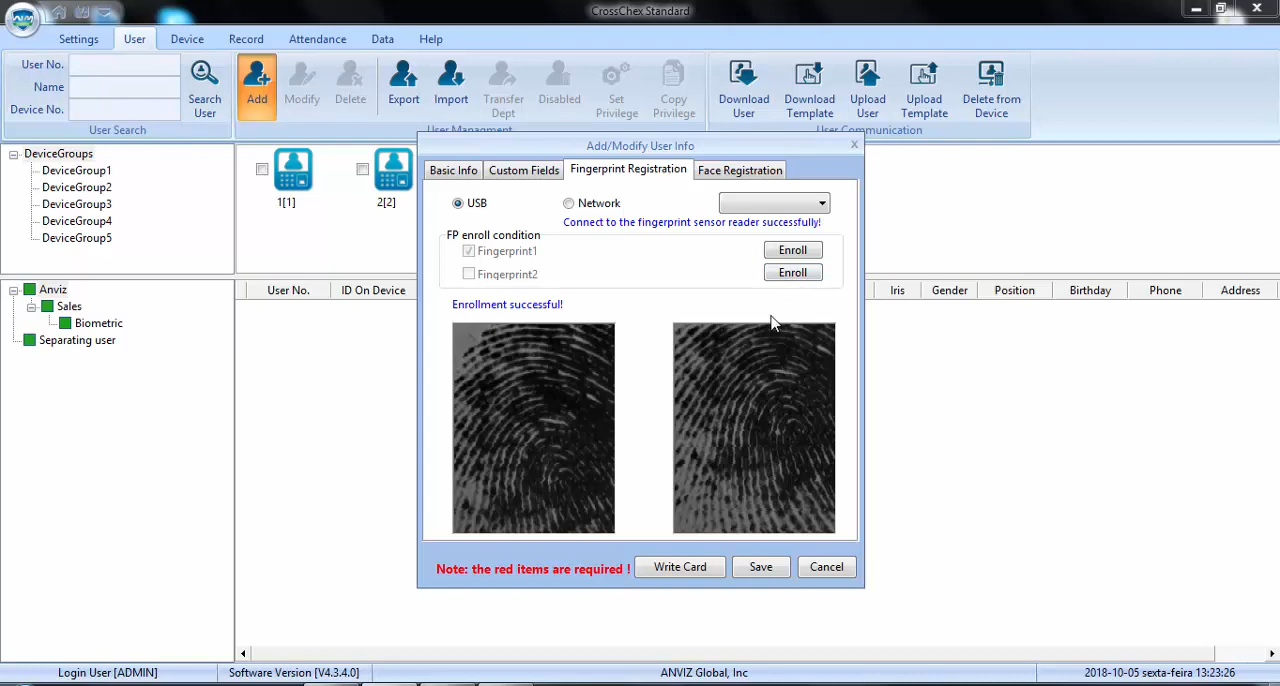 CrossChex Standard
Settings User Device Record Attendance Data Help
User No.
Name
Device No.
Search User
User Search
Add Modify Delete Export Import Transfer Dept Disabled Set Privilege Copy Privilege
User Managment
Download User Download Template Upload User Upload Template Delete from Device
User Communication
DeviceGroups
DeviceGroup1
DeviceGroup2
DeviceGroup3
DeviceGroup4
DeviceGroup5
1[1] 2[2]
Add/Modify User Info x
Basic Info Custom Fields Fingerprint Registration Face Registration
USB Network
Connect to the fingerprint sensor reader successfully!
FP enroll condition
Fingerprint1 Enroll
Fingerprint2 Enroll
Enrollment successful!
Note: the red items are required ! Write Card Save Cancel
Anviz
Sales
Biometric
Separating user
User No. ID On Device Iris Gender Position Birthday Phone Address
Login User [ADMIN] Software Version [V4.3.4.0] ANVIZ Global, Inc 2018-10-05 sexta-feira 13:23:26